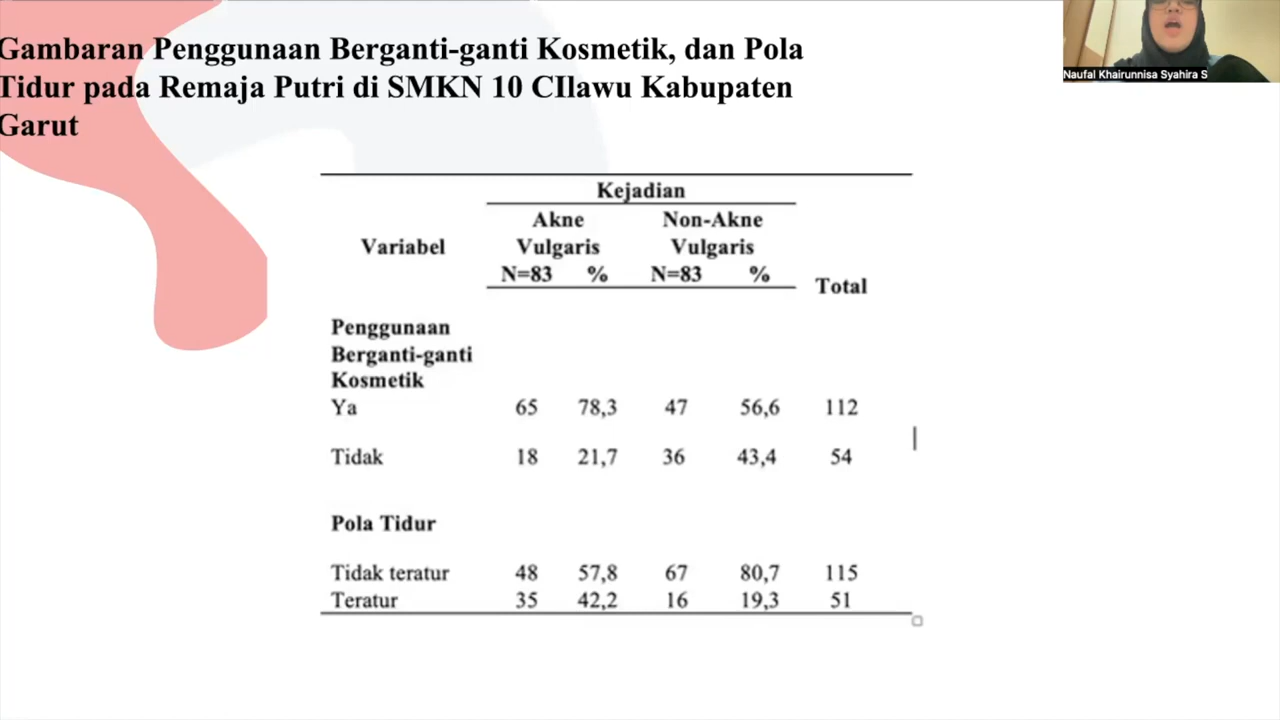 Gambaran Penggunaan Berganti-ganti Kosmetik, dan Pola
Tidur pada Remaja Putri di SMKN 10 CIlawu Kabupaten
Garut
Naufal Khairunnisa Syahira S
Kejadian
Akne Non-Akne
Variabel Vulgaris Vulgaris
N=83 % N=83 % Total
Penggunaan
Berganti-ganti
Kosmetik
Ya 65 78,3 47 56,6 112
Tidak 18 21,7 36 43,4 54
Pola Tidur
Tidak teratur 48 57,8 67 80,7 115
Teratur 35 42,2 16 19,3 51